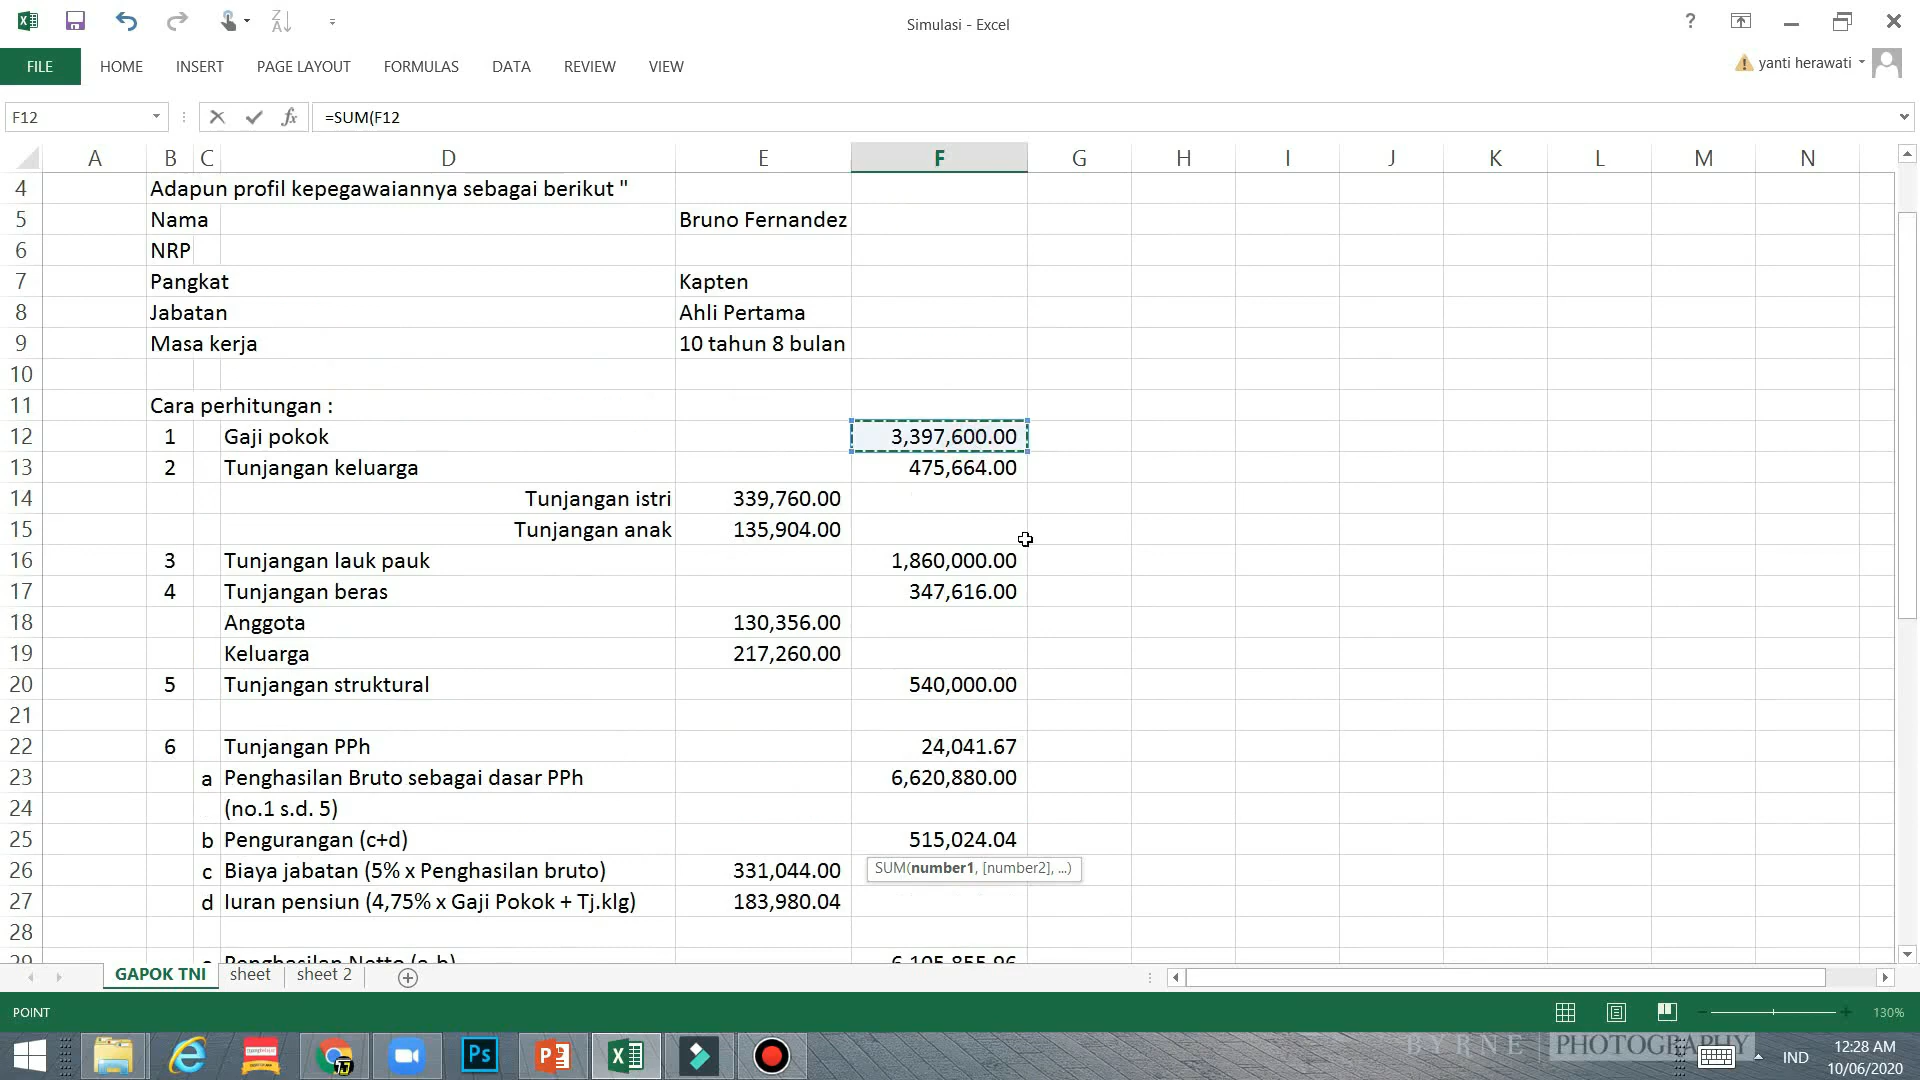 Simulasi - Excel
FILE HOME INSERT PAGE LAYOUT FORMULAS DATA REVIEW VIEW
yanti herawati
F12 =SUM(F12
A B C D E F G H I J K L M N
4 Adapun profil kepegawaiannya sebagai berikut "
5 Nama Bruno Fernandez
6 NRP
7 Pangkat Kapten
8 Jabatan Ahli Pertama
9 Masa kerja 10 tahun 8 bulan
10
11 Cara perhitungan :
12 1 Gaji pokok 3,397,600.00
13 2 Tunjangan keluarga 475,664.00
14 Tunjangan istri 339,760.00
15 Tunjangan anak 135,904.00
16 3 Tunjangan lauk pauk 1,860,000.00
17 4 Tunjangan beras 347,616.00
18 Anggota 130,356.00
19 Keluarga 217,260.00
20 5 Tunjangan struktural 540,000.00
21
22 6 Tunjangan PPh 24,041.67
23 a Penghasilan Bruto sebagai dasar PPh 6,620,880.00
24 (no.1 s.d. 5)
25 b Pengurangan (c+d) 515,024.04
26 c Biaya jabatan (5% x Penghasilan bruto) 331,044.00
SUM(number1, [number2], ...)
27 d Iuran pensiun (4,75% x Gaji Pokok + Tj.klg) 183,980.04
28
29 Penghasilan Netto (a-b) 6,105,855.96
GAPOK TNI sheet sheet 2
POINT 130%
BYRNE PHOTOGRAPHY
IND
12:28 AM
10/06/2020